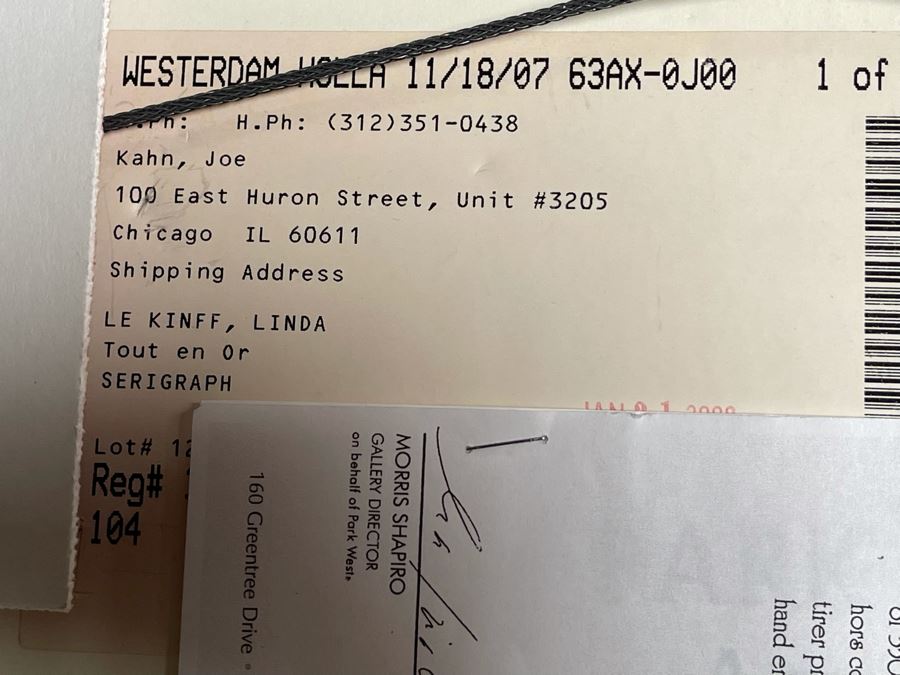 WESTERDAM HOLLA 11/18/07 63AX-0J00 1 of
H.Ph: (312)351-0438
Kahn, Joe
100 East Huron Street, Unit #3205
Chicago IL 60611
Shipping Address
LE KINFF, LINDA
Tout en Or
SERIGRAPH
Lot# 12
Reg#
104
MORRIS SHAPIRO
GALLERY DIRECTOR
on behalf of Park West
160 Greentree Drive •
hors
tirer
hand